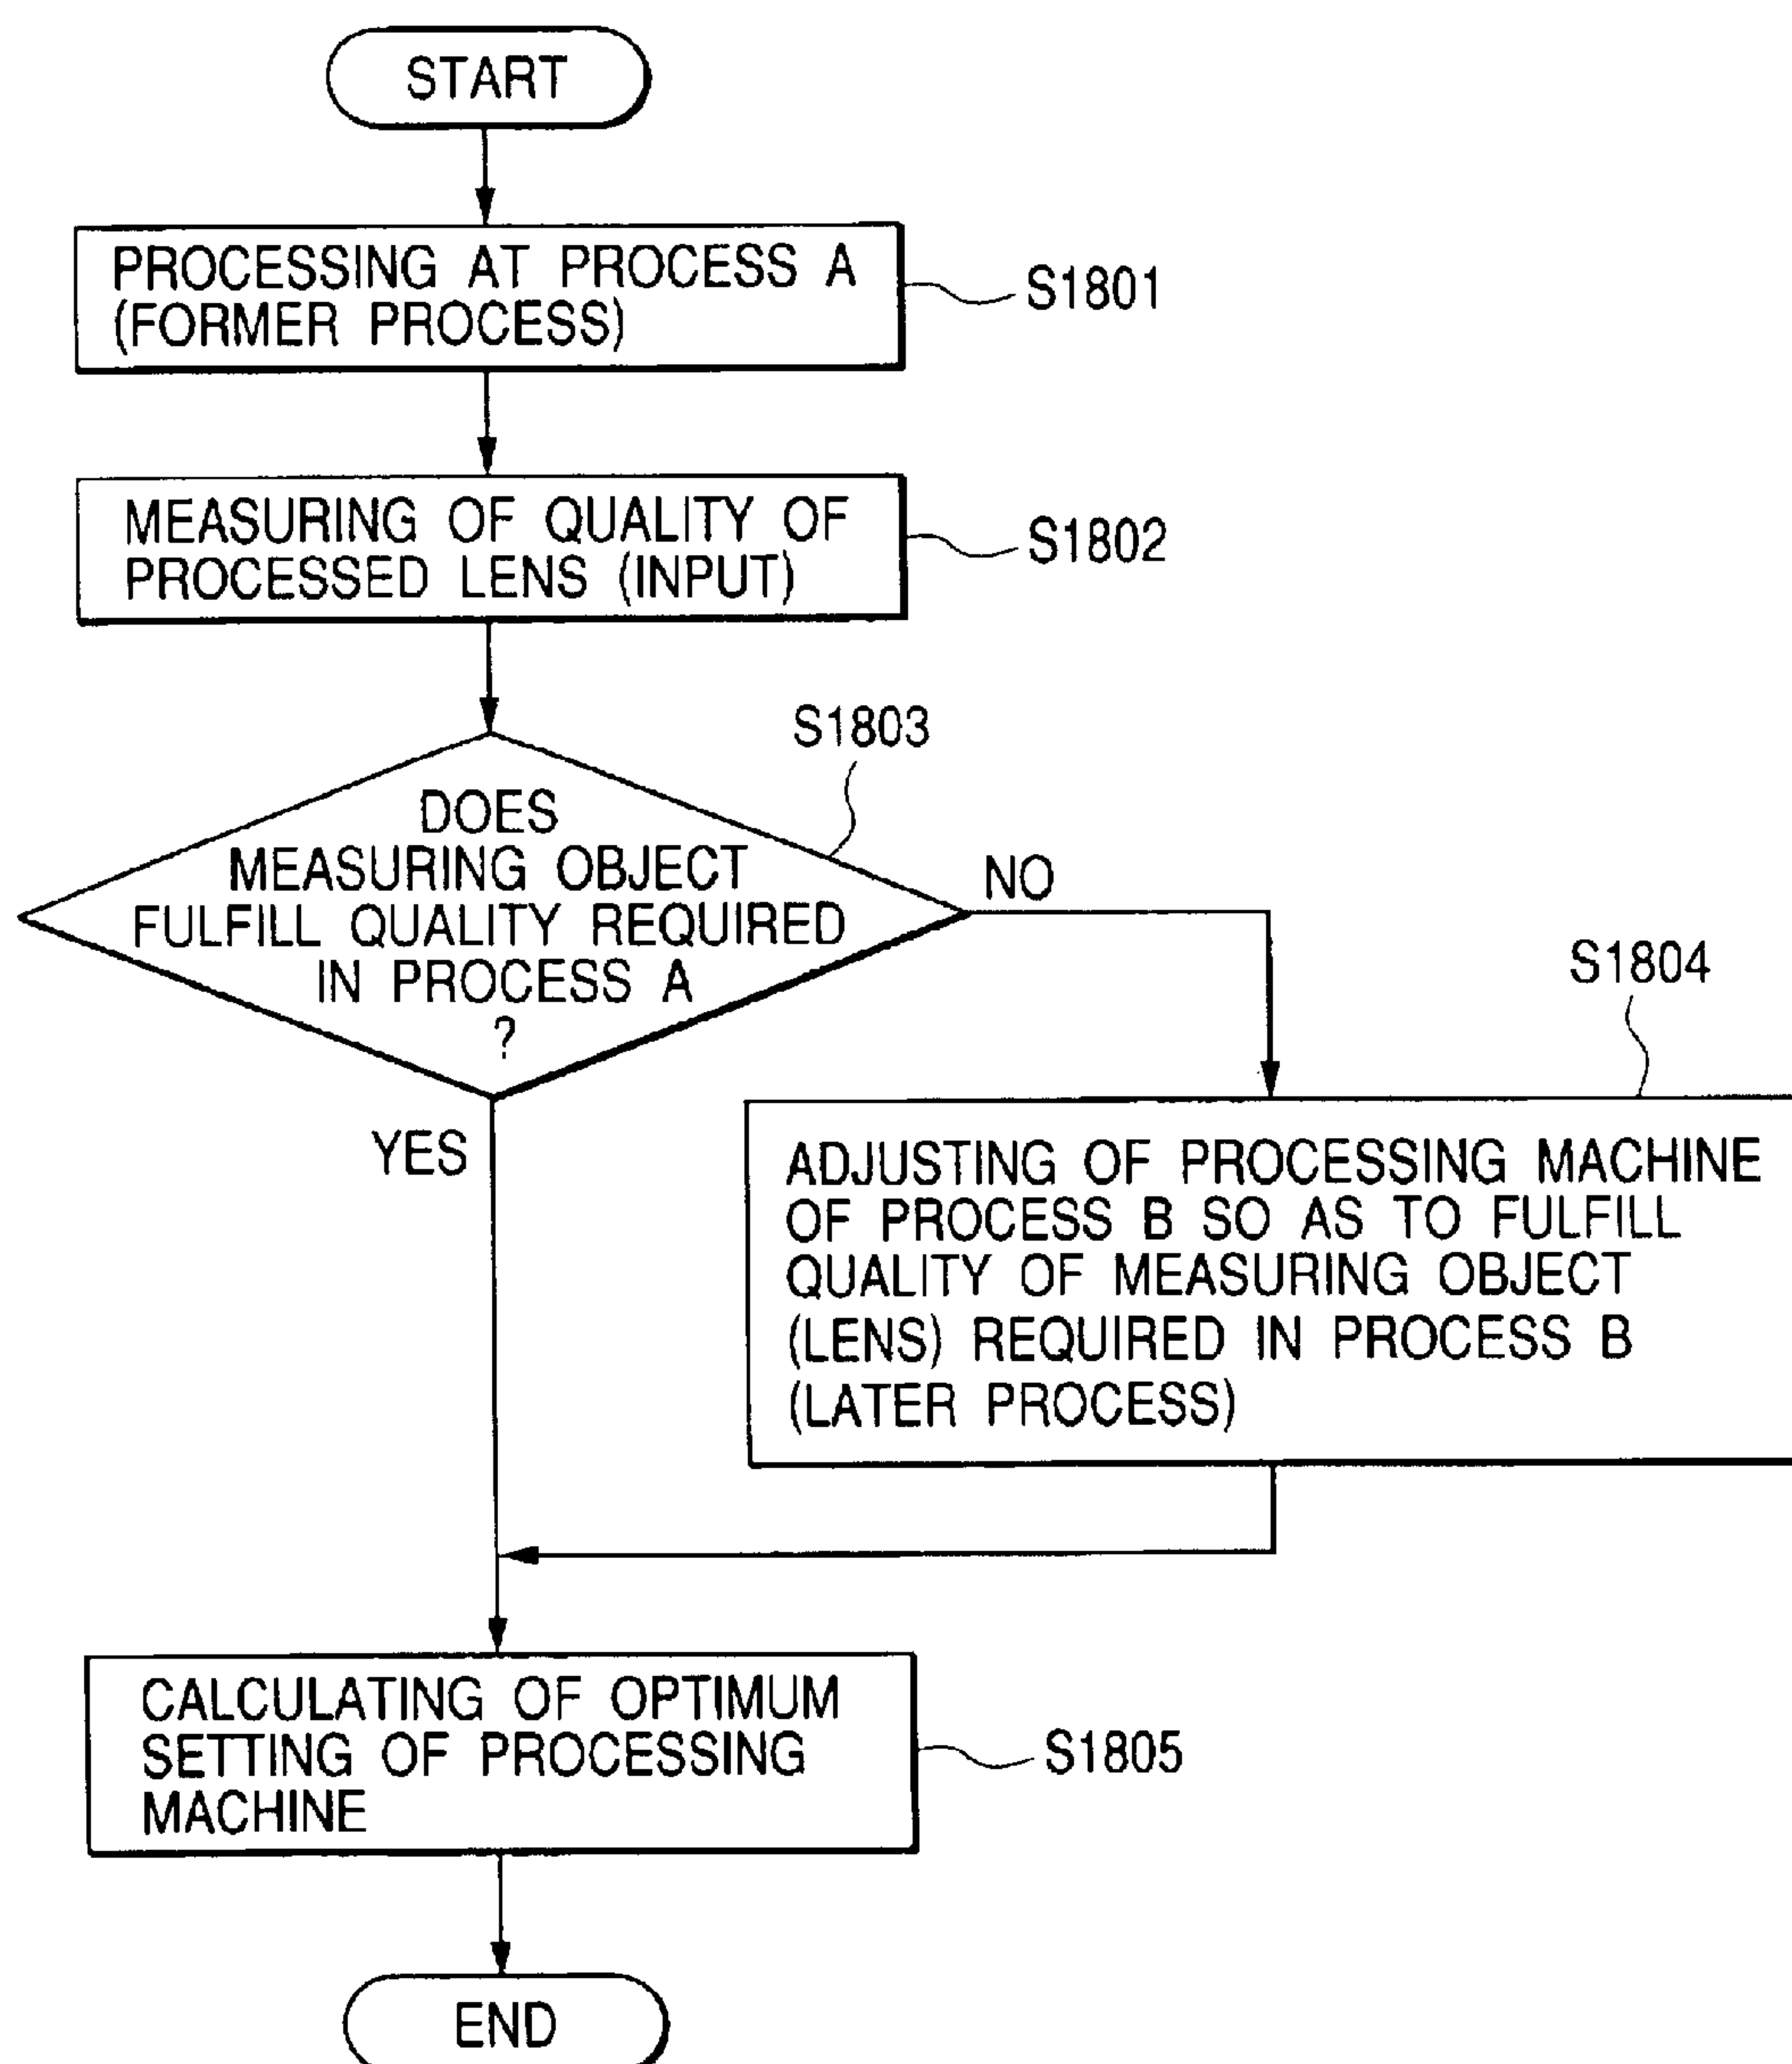 START
PROCESSING AT PROCESS A
(FORMER PROCESS)
S1801
MEASURING OF QUALITY OF
PROCESSED LENS (INPUT)
S1802
S1803
DOES
MEASURING OBJECT
FULFILL QUALITY REQUIRED
IN PROCESS A
?
NO
YES
S1804
ADJUSTING OF PROCESSING MACHINE
OF PROCESS B SO AS TO FULFILL
QUALITY OF MEASURING OBJECT
(LENS) REQUIRED IN PROCESS B
(LATER PROCESS)
CALCULATING OF OPTIMUM
SETTING OF PROCESSING
MACHINE
S1805
END